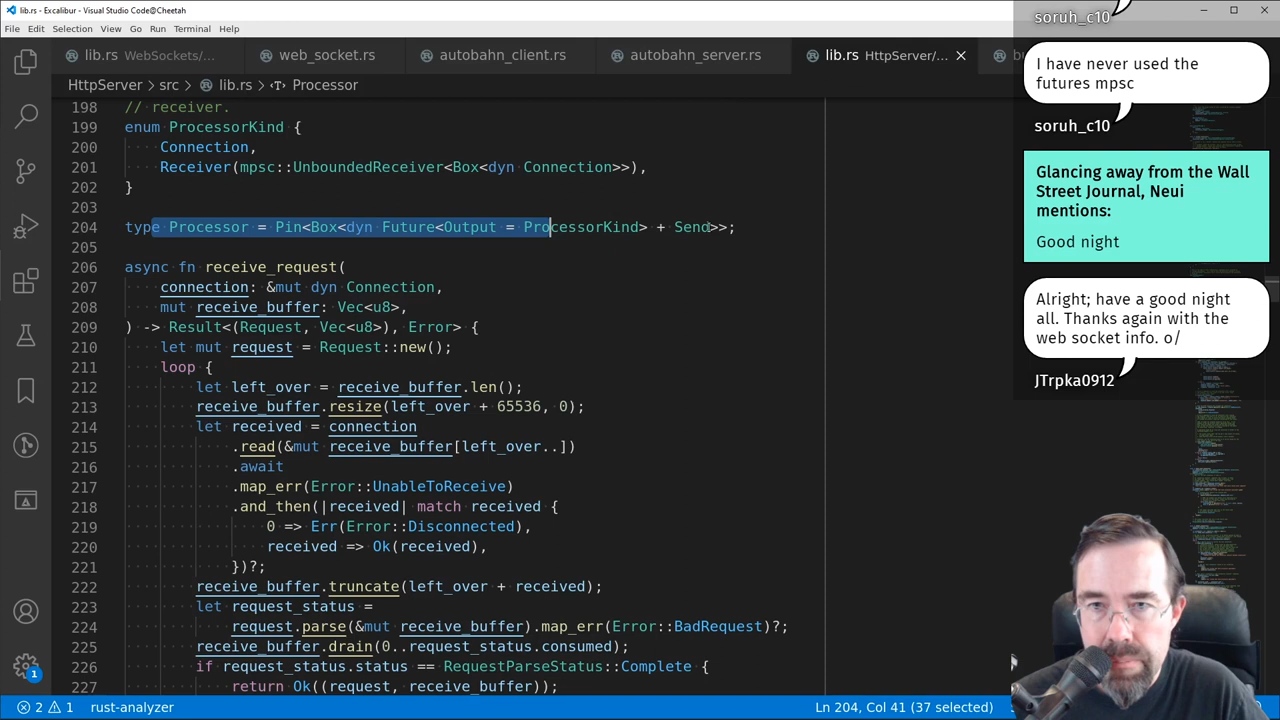 lib.rs - Excalibur - Visual Studio Code@Cheetah
File Edit Selection View Go Run Terminal Help
lib.rs WebSockets/... web_socket.rs autobahn_client.rs autobahn_server.rs lib.rs HttpServer/...
HttpServer > src > lib.rs > Processor
198 // receiver.
199 enum ProcessorKind {
200 Connection,
201 Receiver(mpsc::UnboundedReceiver<Box<dyn Connection>>),
202 }
203
204 type Processor = Pin<Box<dyn Future<Output = ProcessorKind> + Send>>;
205
206 async fn receive_request(
207 connection: &mut dyn Connection,
208 mut receive_buffer: Vec<u8>,
209 ) -> Result<(Request, Vec<u8>), Error> {
210 let mut request = Request::new();
211 loop {
212 let left_over = receive_buffer.len();
213 receive_buffer.resize(left_over + 65536, 0);
214 let received = connection
215 .read(&mut receive_buffer[left_over..])
216 .await
217 .map_err(Error::UnableToReceive)
218 .and_then(|received| match received {
219 0 => Err(Error::Disconnected),
220 received => Ok(received),
221 })?;
222 receive_buffer.truncate(left_over + received);
223 let request_status =
224 request.parse(&mut receive_buffer).map_err(Error::BadRequest)?;
225 receive_buffer.drain(0..request_status.consumed);
226 if request_status.status == RequestParseStatus::Complete {
227 return Ok((request, receive_buffer));
soruh_c10
I have never used the
futures mpsc
soruh_c10
Glancing away from the Wall
Street Journal, Neui
mentions:
Good night
Alright; have a good night
all. Thanks again with the
web socket info. o/
JTrpka0912
1
2 1 rust-analyzer Ln 204, Col 41 (37 selected)